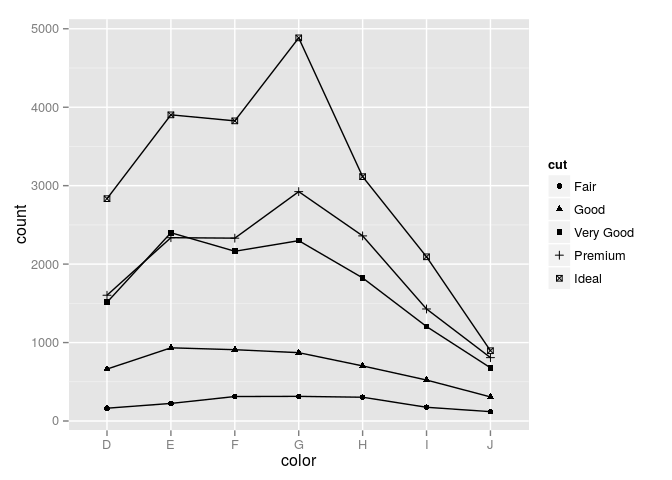 5000
4000
3000
2000
1000
0
count
D E F G H I J
color
cut
Fair
Good
Very Good
Premium
Ideal